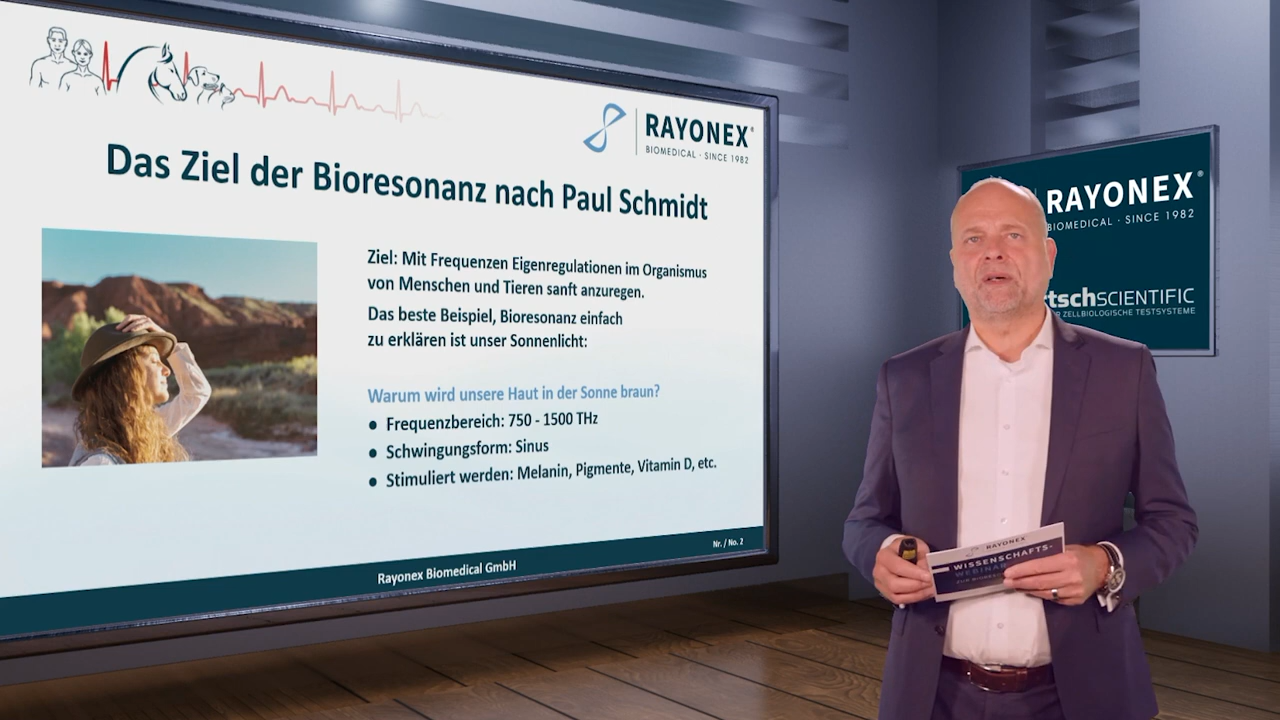 RAYONEX®
BIOMEDICAL · SINCE 1982
Das Ziel der Bioresonanz nach Paul Schmidt
Ziel: Mit Frequenzen Eigenregulationen im Organismus
von Menschen und Tieren sanft anzuregen.
Das beste Beispiel, Bioresonanz einfach
zu erklären ist unser Sonnenlicht:
Warum wird unsere Haut in der Sonne braun?
● Frequenzbereich: 750 - 1500 THz
● Schwingungsform: Sinus
● Stimuliert werden: Melanin, Pigmente, Vitamin D, etc.
Nr. / No. 2
Rayonex Biomedical GmbH
RAYONEX®
BIOMEDICAL · SINCE 1982
tschSCIENTIFIC
ZELLBIOLOGISCHE TESTSYSTEME
RAYONEX
WISSENSCHAFTS-
WEBINAR